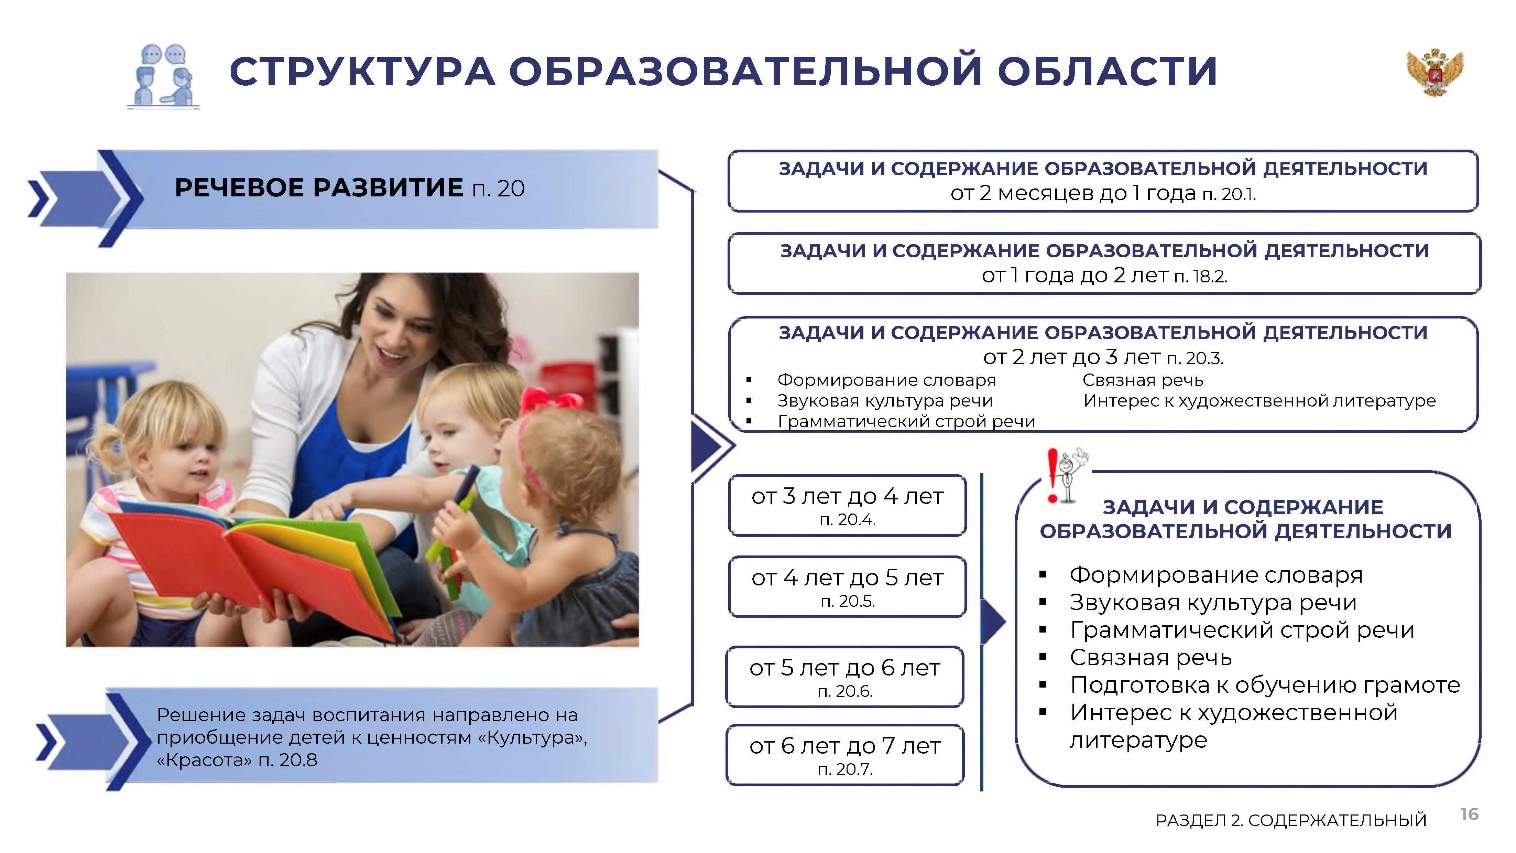 СТРУКТУРА ОБРАЗОВАТЕЛЬНОЙ ОБЛАСТИ
РЕЧЕВОЕ РАЗВИТИЕ п. 20
Решение задач воспитания направлено на
приобщение детей к ценностям «Культура»,
«Красота» п. 20.8
ЗАДАЧИ И СОДЕРЖАНИЕ ОБРАЗОВАТЕЛЬНОЙ ДЕЯТЕЛЬНОСТИ
от 2 месяцев до 1 года п. 20.1.
ЗАДАЧИ И СОДЕРЖАНИЕ ОБРАЗОВАТЕЛЬНОЙ ДЕЯТЕЛЬНОСТИ
от 1 года до 2 лет п. 18.2.
ЗАДАЧИ И СОДЕРЖАНИЕ ОБРАЗОВАТЕЛЬНОЙ ДЕЯТЕЛЬНОСТИ
от 2 лет до 3 лет п. 20.3.
▪ Формирование словаря Связная речь
▪ Звуковая культура речи Интерес к художественной литературе
▪ Грамматический строй речи
от 3 лет до 4 лет
п. 20.4.
от 4 лет до 5 лет
п. 20.5.
от 5 лет до 6 лет
п. 20.6.
от 6 лет до 7 лет
п. 20.7.
ЗАДАЧИ И СОДЕРЖАНИЕ
ОБРАЗОВАТЕЛЬНОЙ ДЕЯТЕЛЬНОСТИ
▪ Формирование словаря
▪ Звуковая культура речи
▪ Грамматический строй речи
▪ Связная речь
▪ Подготовка к обучению грамоте
▪ Интерес к художественной
литературе
РАЗДЕЛ 2. СОДЕРЖАТЕЛЬНЫЙ 16